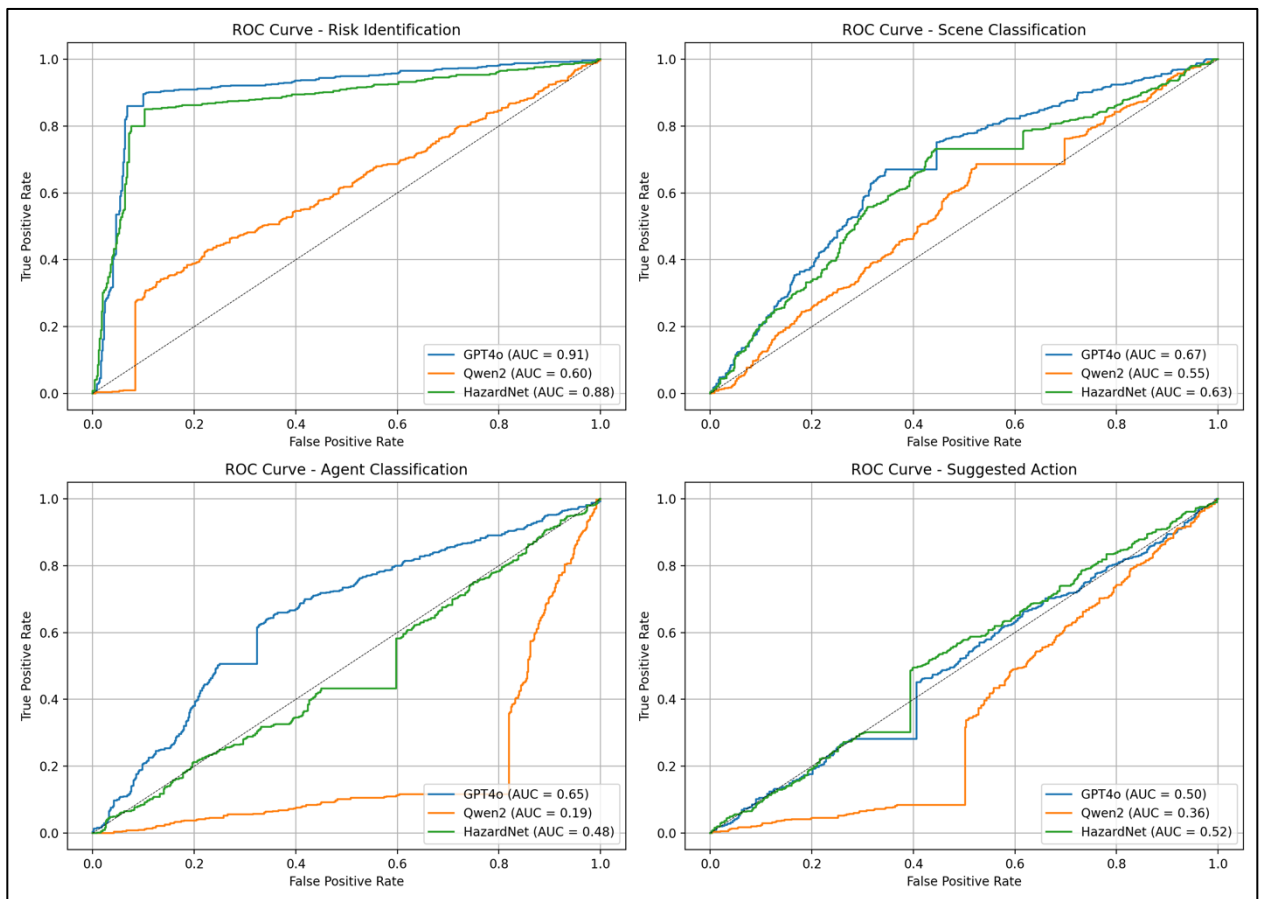 ROC Curve - Risk Identification
True Positive Rate
1.0
0.8
0.6
0.4
0.2
0.0
GPT4o (AUC = 0.91)
Qwen2 (AUC = 0.60)
HazardNet (AUC = 0.88)
0.0 0.2 0.4 0.6 0.8 1.0
False Positive Rate
ROC Curve - Scene Classification
True Positive Rate
1.0
0.8
0.6
0.4
0.2
0.0
GPT4o (AUC = 0.67)
Qwen2 (AUC = 0.55)
HazardNet (AUC = 0.63)
0.0 0.2 0.4 0.6 0.8 1.0
False Positive Rate
ROC Curve - Agent Classification
True Positive Rate
1.0
0.8
0.6
0.4
0.2
0.0
GPT4o (AUC = 0.65)
Qwen2 (AUC = 0.19)
HazardNet (AUC = 0.48)
0.0 0.2 0.4 0.6 0.8 1.0
False Positive Rate
ROC Curve - Suggested Action
True Positive Rate
1.0
0.8
0.6
0.4
0.2
0.0
GPT4o (AUC = 0.50)
Qwen2 (AUC = 0.36)
HazardNet (AUC = 0.52)
0.0 0.2 0.4 0.6 0.8 1.0
False Positive Rate